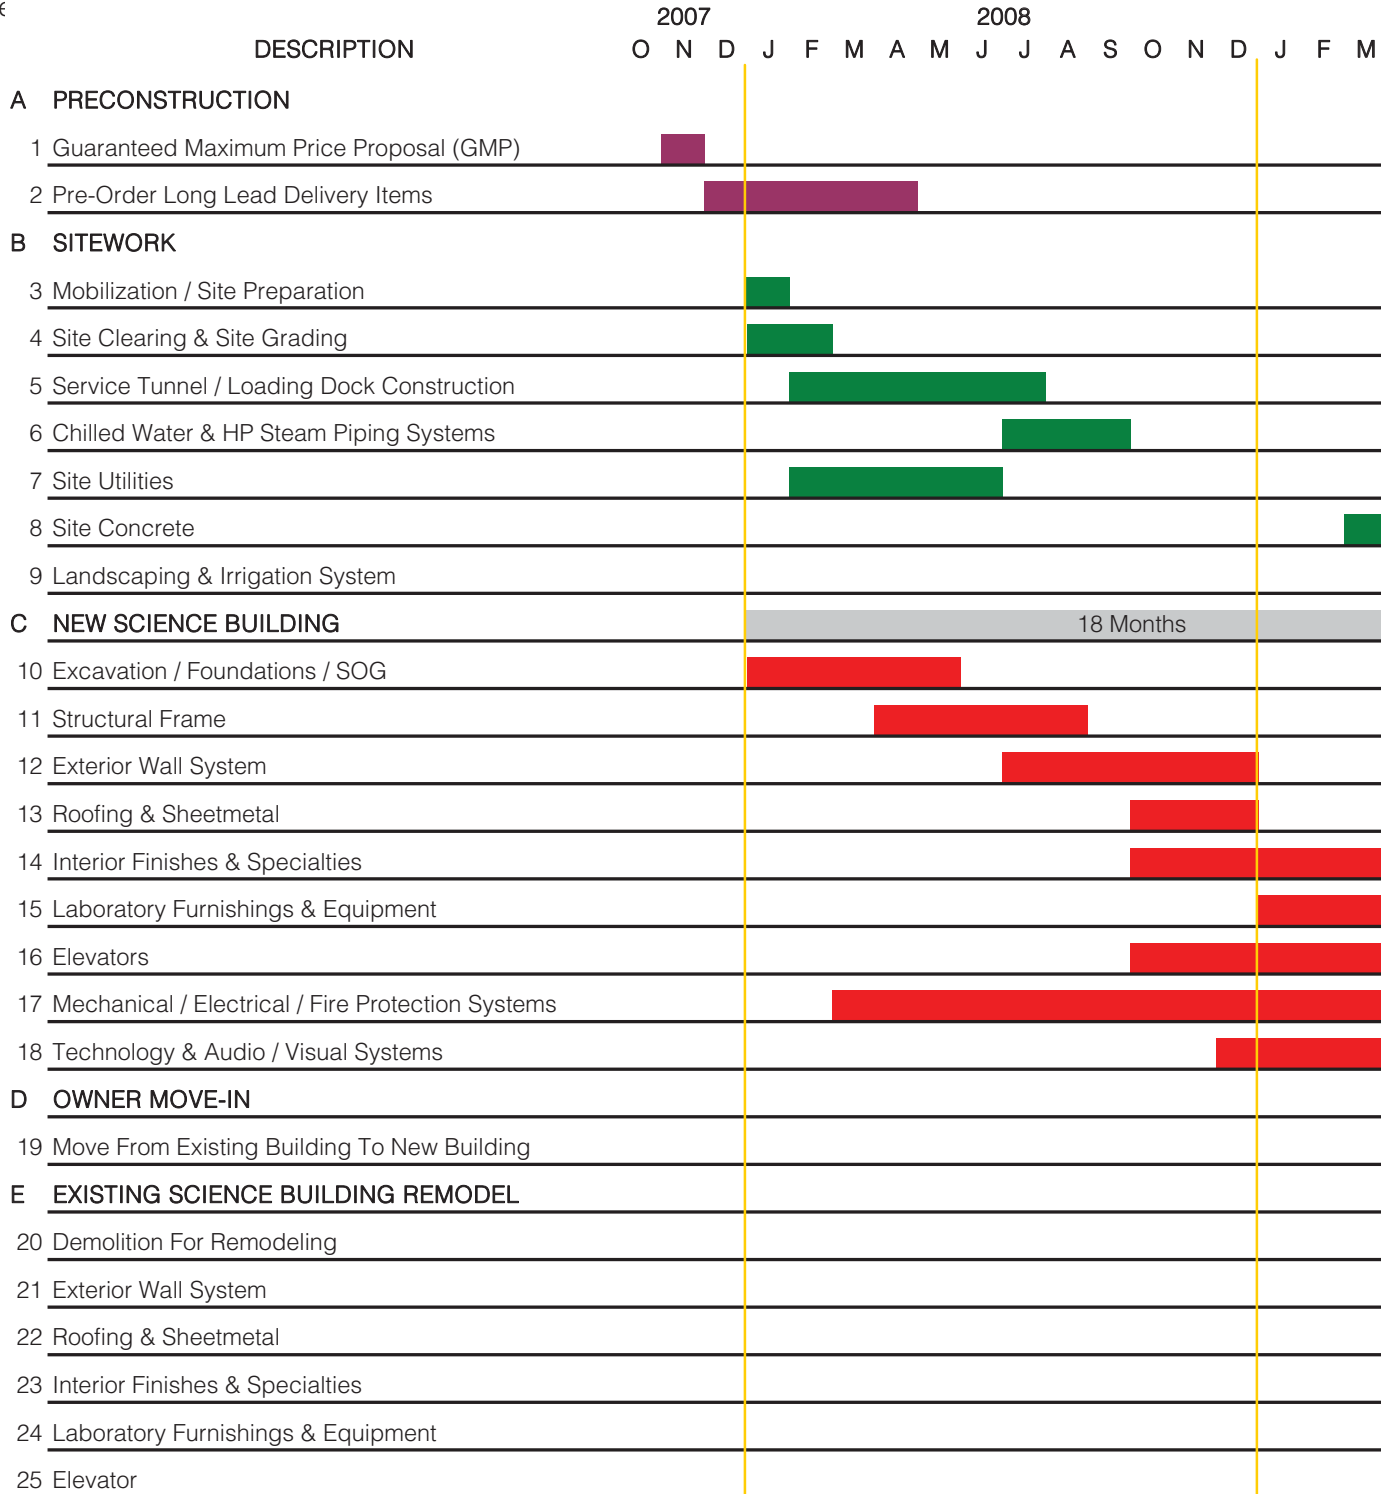 2007 2008
DESCRIPTION O N D J F M A M J J A S O N D J F M
A PRECONSTRUCTION
1 Guaranteed Maximum Price Proposal (GMP)
2 Pre-Order Long Lead Delivery Items
B SITEWORK
3 Mobilization / Site Preparation
4 Site Clearing & Site Grading
5 Service Tunnel / Loading Dock Construction
6 Chilled Water & HP Steam Piping Systems
7 Site Utilities
8 Site Concrete
9 Landscaping & Irrigation System
C NEW SCIENCE BUILDING 18 Months
10 Excavation / Foundations / SOG
11 Structural Frame
12 Exterior Wall System
13 Roofing & Sheetmetal
14 Interior Finishes & Specialties
15 Laboratory Furnishings & Equipment
16 Elevators
17 Mechanical / Electrical / Fire Protection Systems
18 Technology & Audio / Visual Systems
D OWNER MOVE-IN
19 Move From Existing Building To New Building
E EXISTING SCIENCE BUILDING REMODEL
20 Demolition For Remodeling
21 Exterior Wall System
22 Roofing & Sheetmetal
23 Interior Finishes & Specialties
24 Laboratory Furnishings & Equipment
25 Elevator